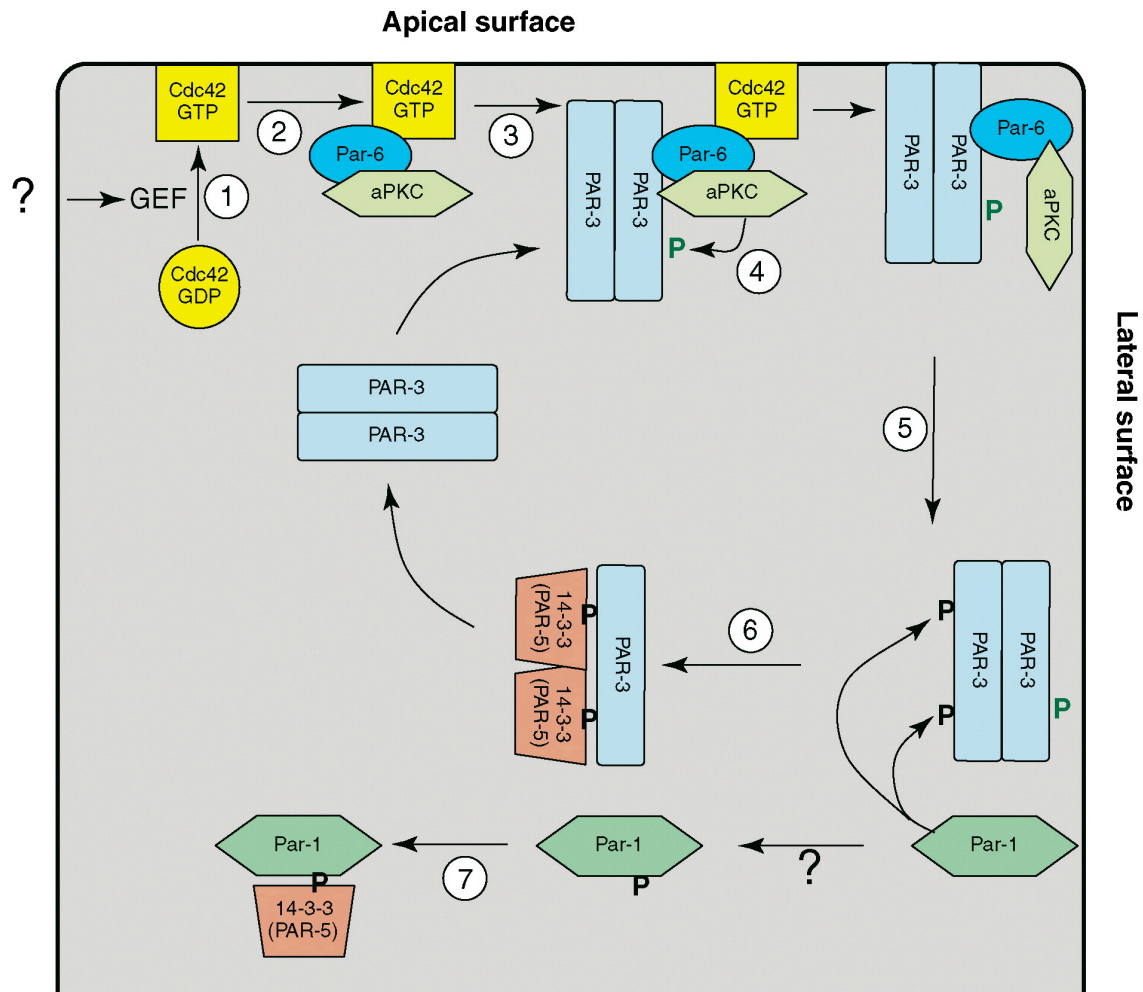 Apical surface
Cdc42
GTP
2
Cdc42
GTP
Par-6
aPKC
3
PAR-3
PAR-3
Cdc42
GTP
Par-6
aPKC
P
4
PAR-3
PAR-3
P
Par-6
aPKC
?
GEF
1
Cdc42
GDP
Lateral surface
PAR-3
PAR-3
5
14-3-3
(PAR-5)
P
14-3-3
(PAR-5)
P
PAR-3
6
P
P
PAR-3
PAR-3
P
Par-1
P
14-3-3
(PAR-5)
7
Par-1
P
?
Par-1